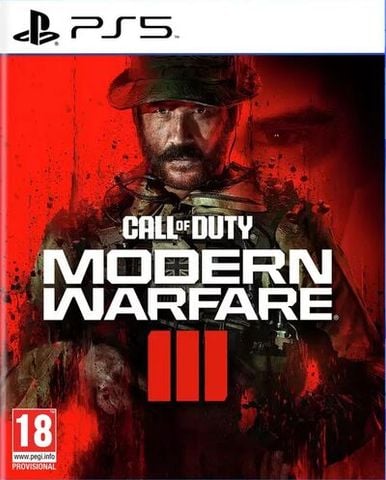 PS5
CALL OF DUTY
MODERN
WARFARE
III
18
www.pegi.info
PROVISIONAL